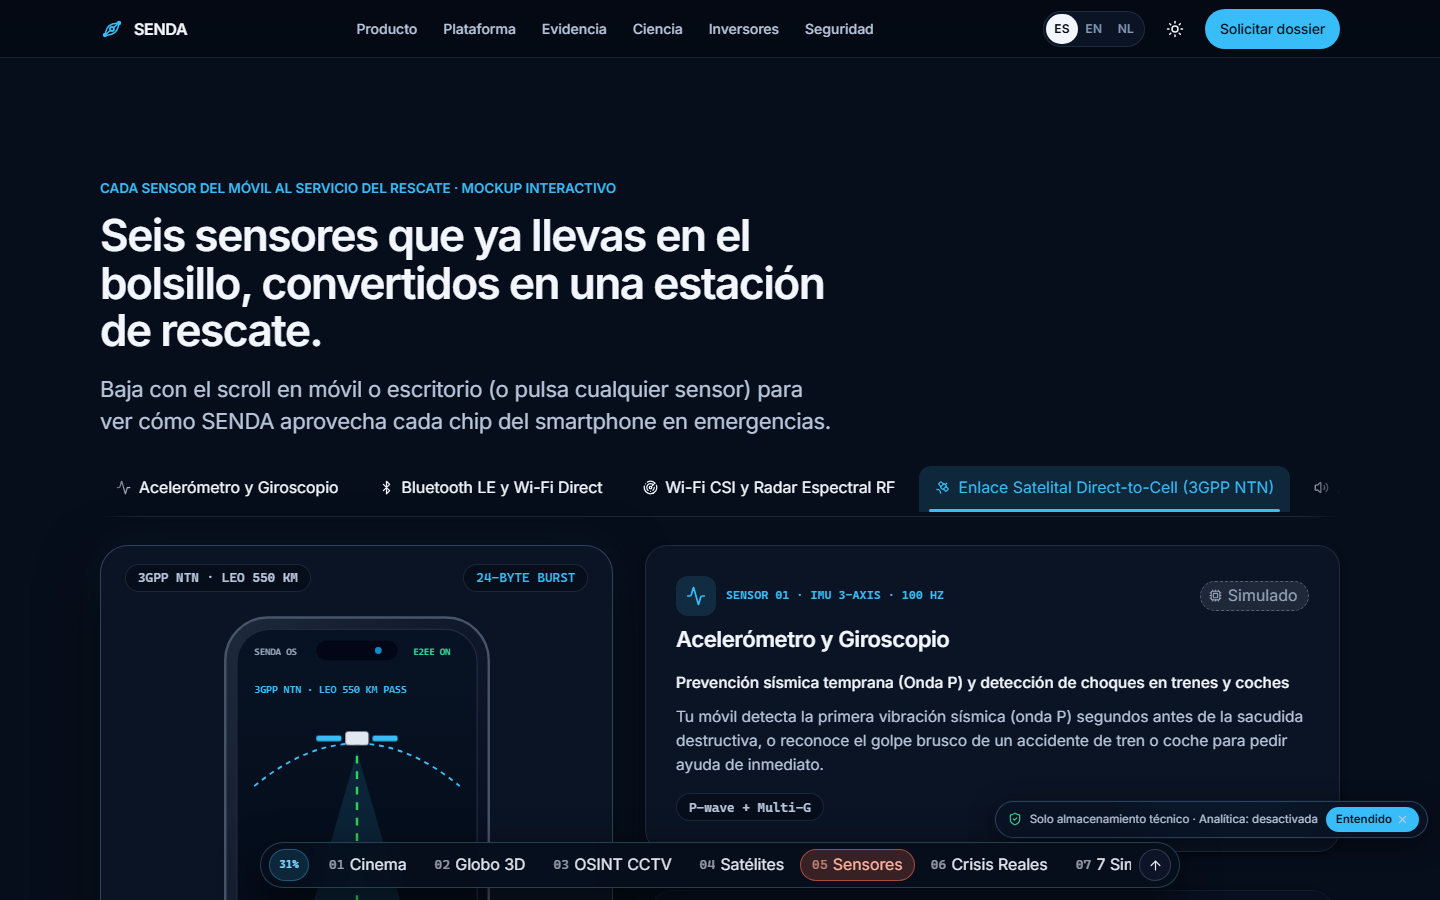 SENDA
Producto
Plataforma
Evidencia
Ciencia
Inversores
Seguridad
ES
EN
NL
Solicitar dossier
CADA SENSOR DEL MÓVIL AL SERVICIO DEL RESCATE · MOCKUP INTERACTIVO
Seis sensores que ya llevas en el
bolsillo, convertidos en una estación
de rescate.
Baja con el scroll en móvil o escritorio (o pulsa cualquier sensor) para
ver cómo SENDA aprovecha cada chip del smartphone en emergencias.
Acelerómetro y Giroscopio
Bluetooth LE y Wi-Fi Direct
Wi-Fi CSI y Radar Espectral RF
Enlace Satelital Direct-to-Cell (3GPP NTN)
3GPP NTN · LEO 550 KM
24-BYTE BURST
SENDA OS
E2EE ON
3GPP NTN · LEO 550 KM PASS
SENSOR 01 · IMU 3-AXIS · 100 HZ
Simulado
Acelerómetro y Giroscopio
Prevención sísmica temprana (Onda P) y detección de choques en trenes y coches
Tu móvil detecta la primera vibración sísmica (onda P) segundos antes de la sacudida
destructiva, o reconoce el golpe brusco de un accidente de tren o coche para pedir
ayuda de inmediato.
P-wave + Multi-G
Solo almacenamiento técnico · Analítica: desactivada
Entendido
31%
01 Cinema
02 Globo 3D
03 OSINT CCTV
04 Satélites
05 Sensores
06 Crisis Reales
07 7 Sin